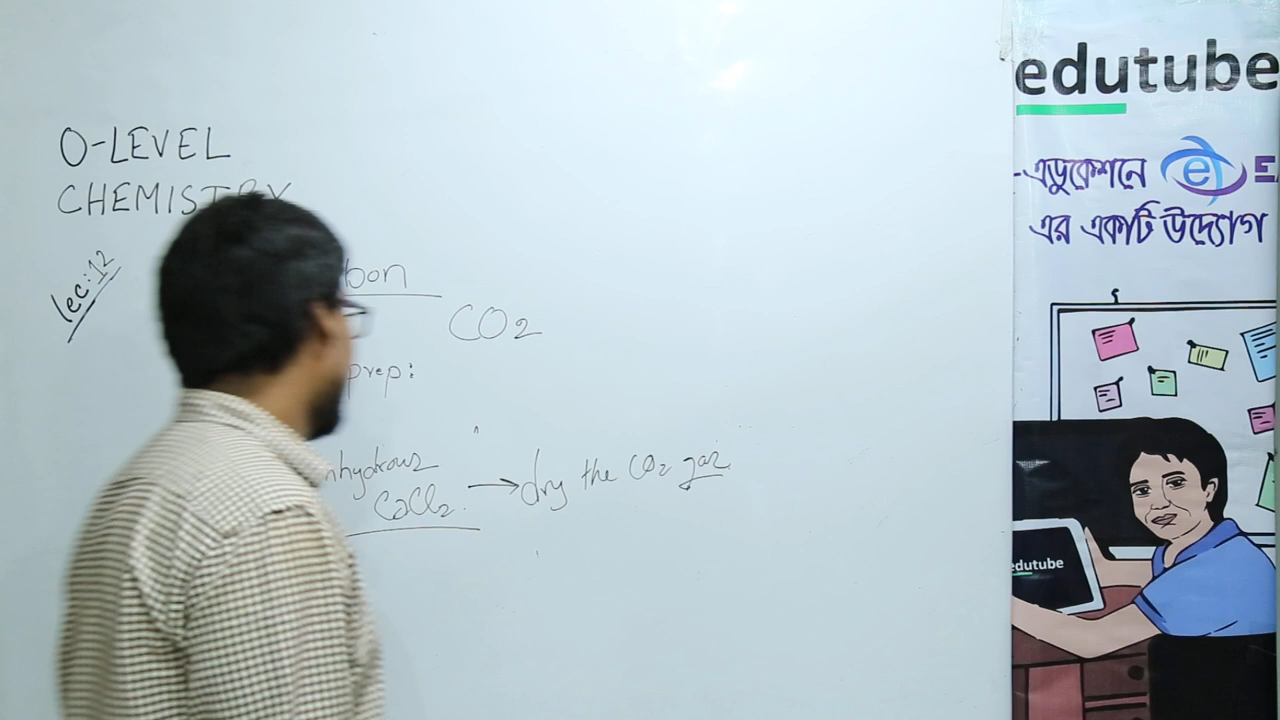 O-LEVEL
CHEMISTRY
Lec:12
bon
CO2
prep:
nhydrous
CaCl2. → dry the CO2 gas.
edutube
-এডুকেশনে e E
এর একটি উদ্যোগ
edutube